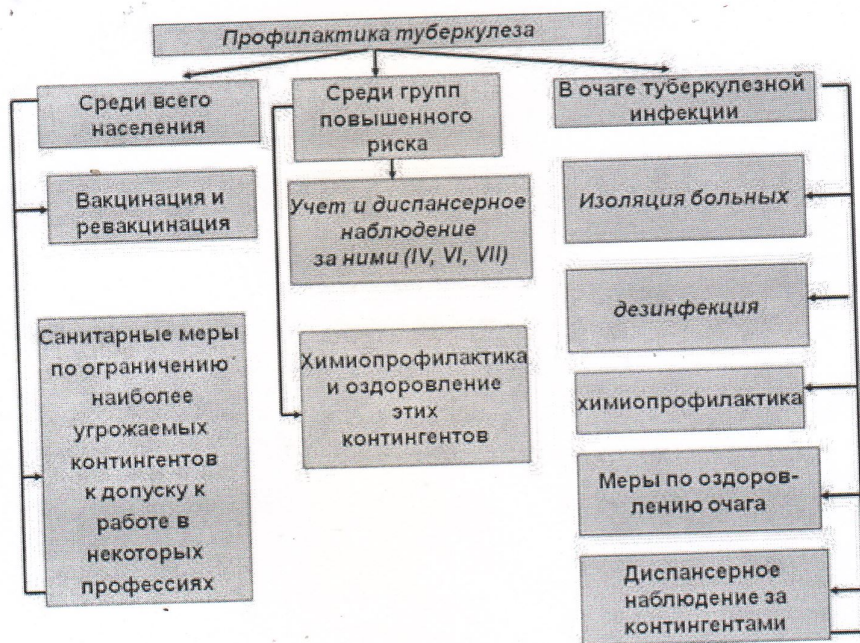 Профилактика туберкулеза
Среди всего
населения
Вакцинация и
ревакцинация
Санитарные меры
по ограничению
наиболее
угрожаемых
контингентов
к допуску к
работе в
некоторых
профессиях
Среди групп
повышенного
риска
Учет и диспансерное
наблюдение
за ними (IV, VI, VII)
Химиопрофилактика
и оздоровление
этих
контингентов
В очаге туберкулезной
инфекции
Изоляция больных
дезинфекция
химиопрофилактика
Меры по оздоров-
лению очага
Диспансерное
наблюдение за
контингентами